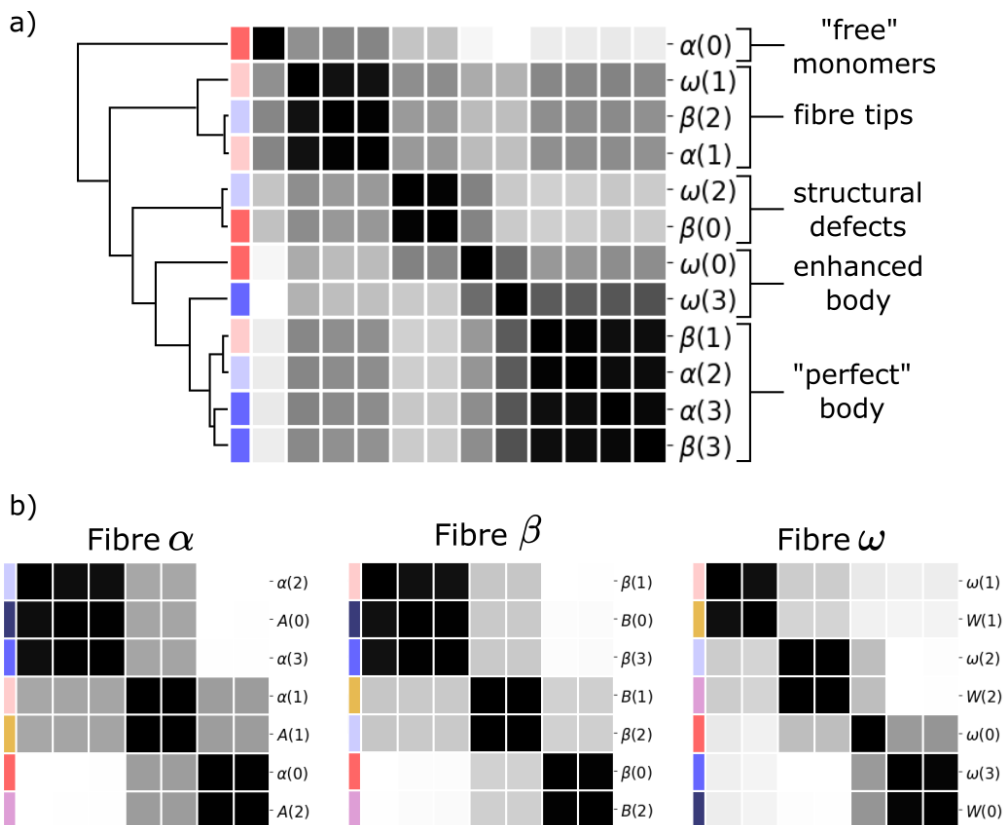 a)
α(0)
ω(1)
β(2)
α(1)
ω(2)
β(0)
ω(0)
ω(3)
β(1)
α(2)
α(3)
β(3)
"free"
monomers
fibre tips
structural
defects
enhanced
body
"perfect"
body
b)
Fibre α
α(2)
A(0)
α(3)
α(1)
A(1)
α(0)
A(2)
Fibre β
β(1)
B(0)
β(3)
B(1)
β(2)
β(0)
B(2)
Fibre ω
ω(1)
W(1)
ω(2)
W(2)
ω(0)
ω(3)
W(0)